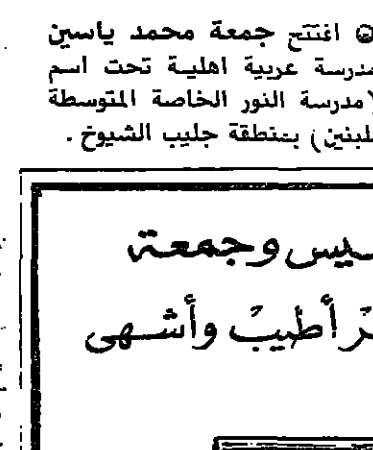 افتتح جمعة محمد ياسين
مدرسة عربية اهلية تحت اسم
(مدرسة النور الخاصة المتوسطة
للبنين) بمنطقة جليب الشيوخ .
وجمعة
أطيب وأشهى